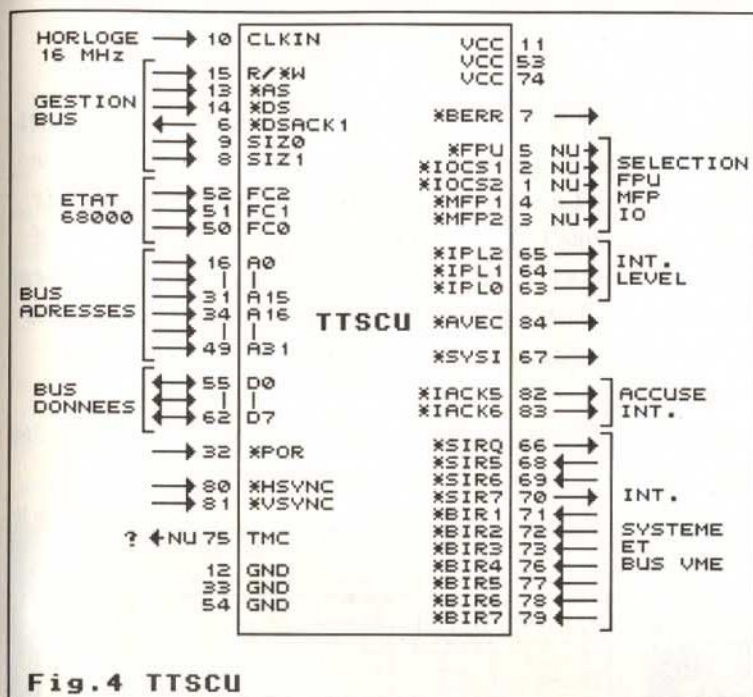 HORLOGE 16 MHz
10 CLKIN
GESTION BUS
15 R/*W
13 *AS
14 *DS
6 *DSACK1
9 SIZ0
8 SIZ1
ETAT 68000
52 FC2
51 FC1
50 FC0
BUS ADRESSES
16 A0
31 A15
34 A16
49 A31
BUS DONNEES
55 D0
62 D7
32 *POR
80 *HSYNC
81 *VSYNC
? NU 75 TMC
12 GND
33 GND
54 GND
TTSCU
VCC 11
VCC 53
VCC 74
*BERR 7
*FPU 5 NU
*IOCS1 2 NU
*IOCS2 1 NU
*MFP1 4
*MFP2 3 NU
SELECTION
FPU
MFP
IO
*IPL2 65
*IPL1 64
*IPL0 63
INT.
LEVEL
*AVEC 84
*SYSI 67
*IACK5 82
*IACK6 83
ACCUSE
INT.
*SIRQ 66
*SIR5 68
*SIR6 69
*SIR7 70
*BIR1 71
*BIR2 72
*BIR3 73
*BIR4 76
*BIR5 77
*BIR6 78
*BIR7 79
INT.
SYSTEME
ET
BUS VME
Fig.4 TTSCU